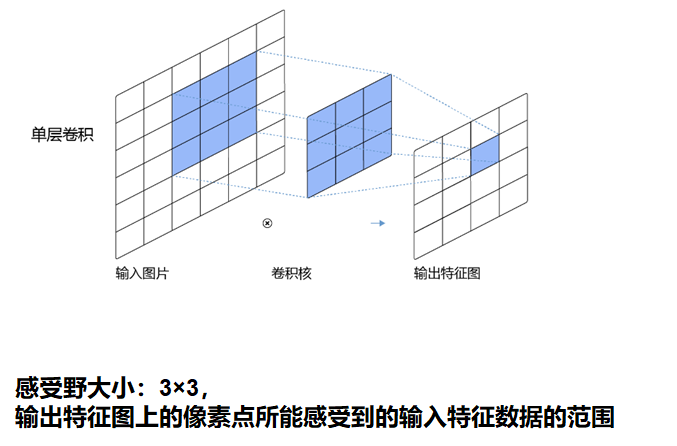 单层卷积
输入图片
卷积核
输出特征图
感受野大小：3×3，
输出特征图上的像素点所能感受到的输入特征数据的范围